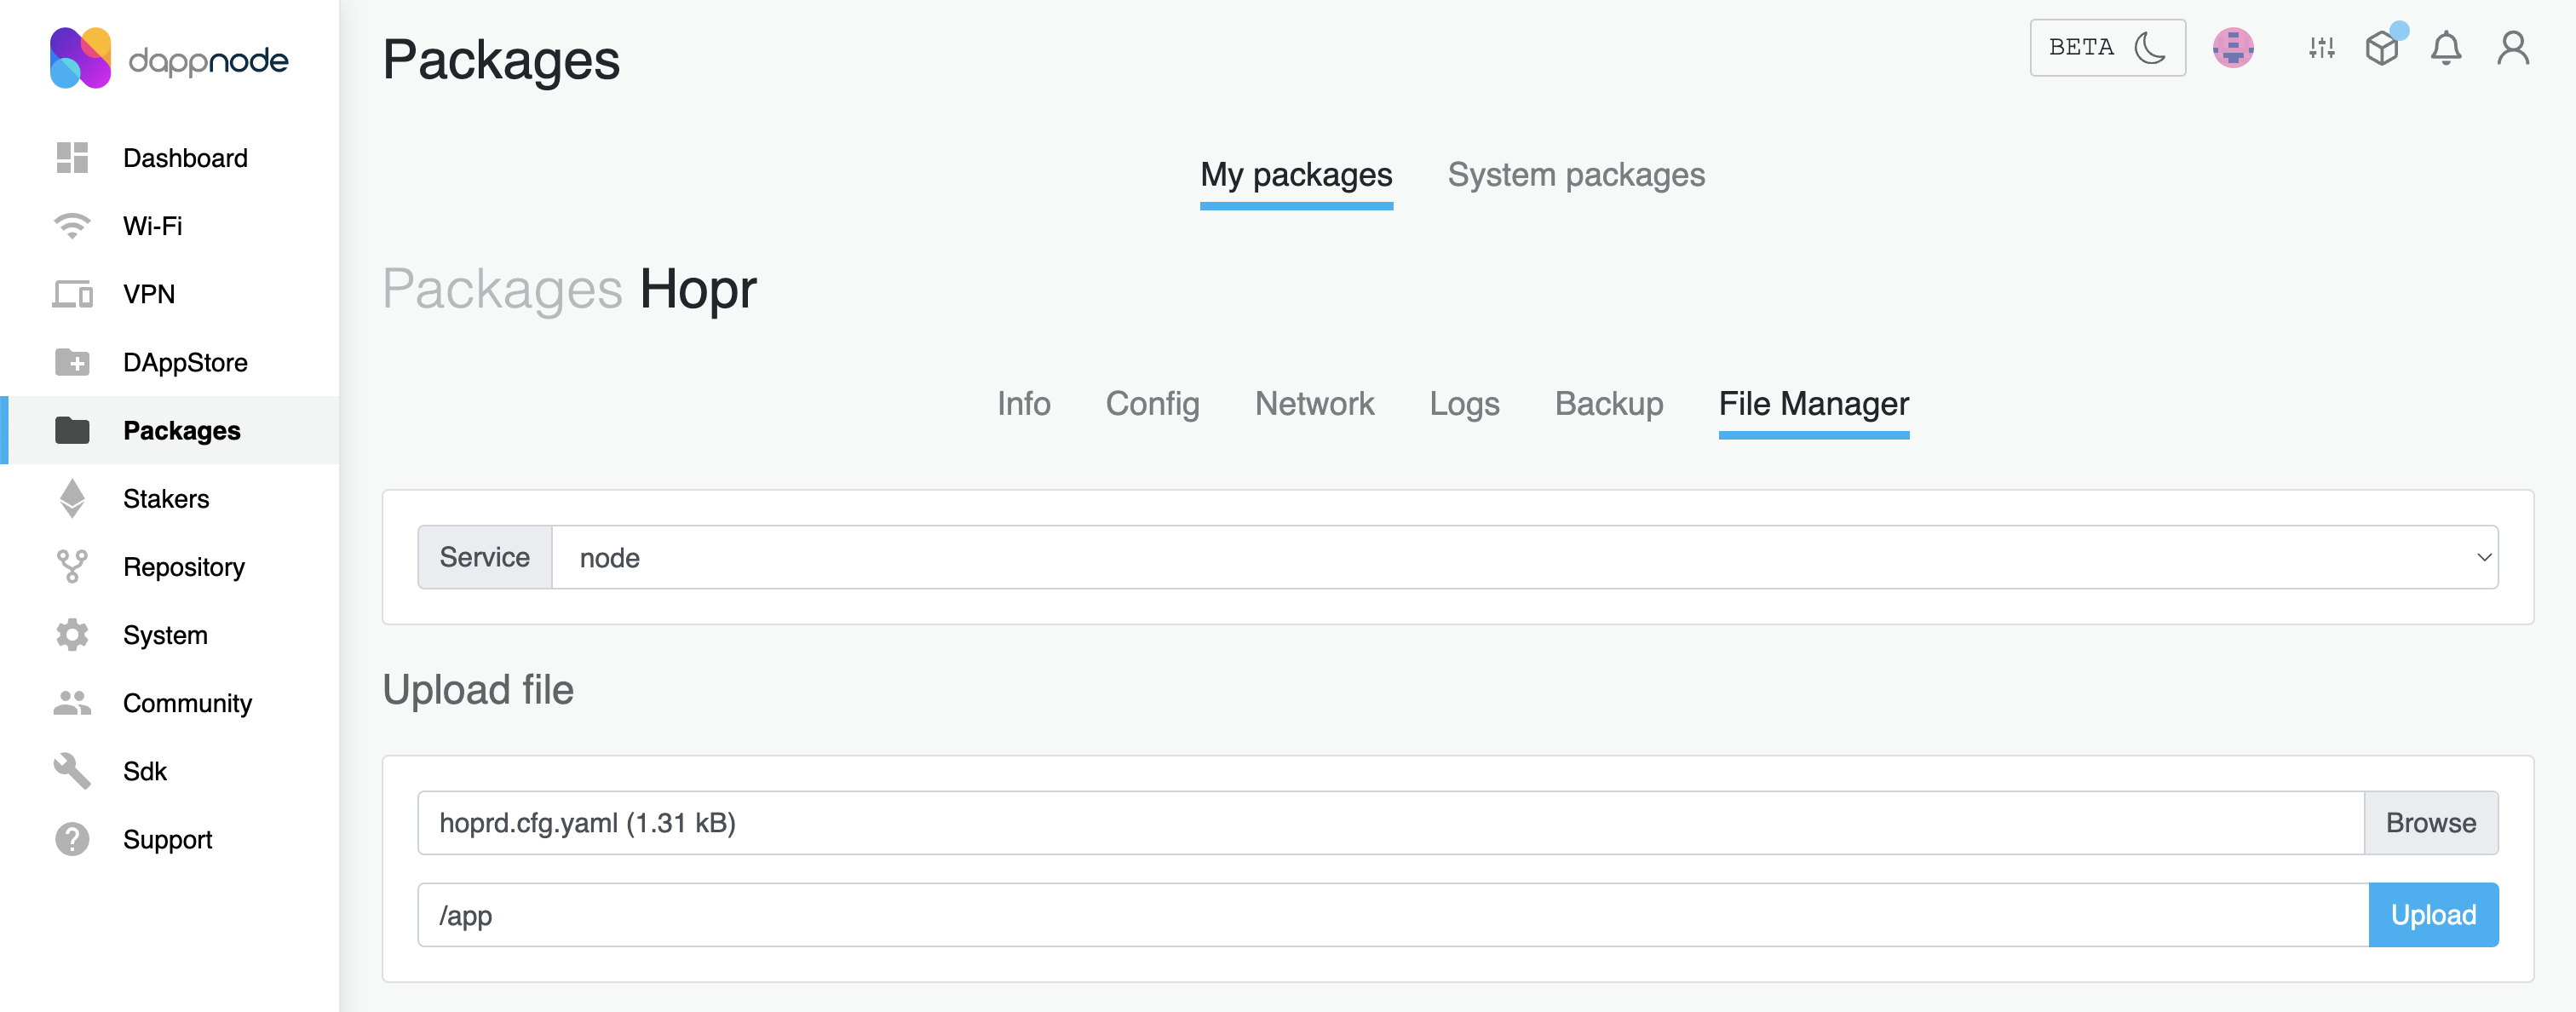 dappnode
Dashboard
Wi-Fi
VPN
DAppStore
Packages
Stakers
Repository
System
Community
Sdk
Support
Packages
BETA
My packages System packages
Packages Hopr
Info Config Network Logs Backup File Manager
Service node
Upload file
hoprd.cfg.yaml (1.31 kB) Browse
/app Upload